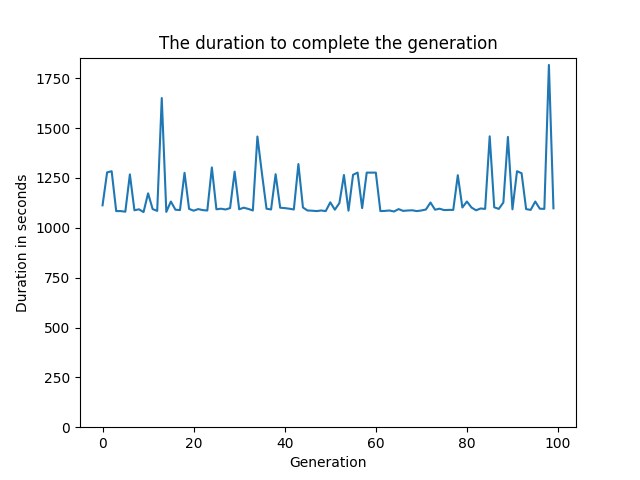 The duration to complete the generation
Duration in seconds
1750
1500
1250
1000
750
500
250
0
0 20 40 60 80 100
Generation